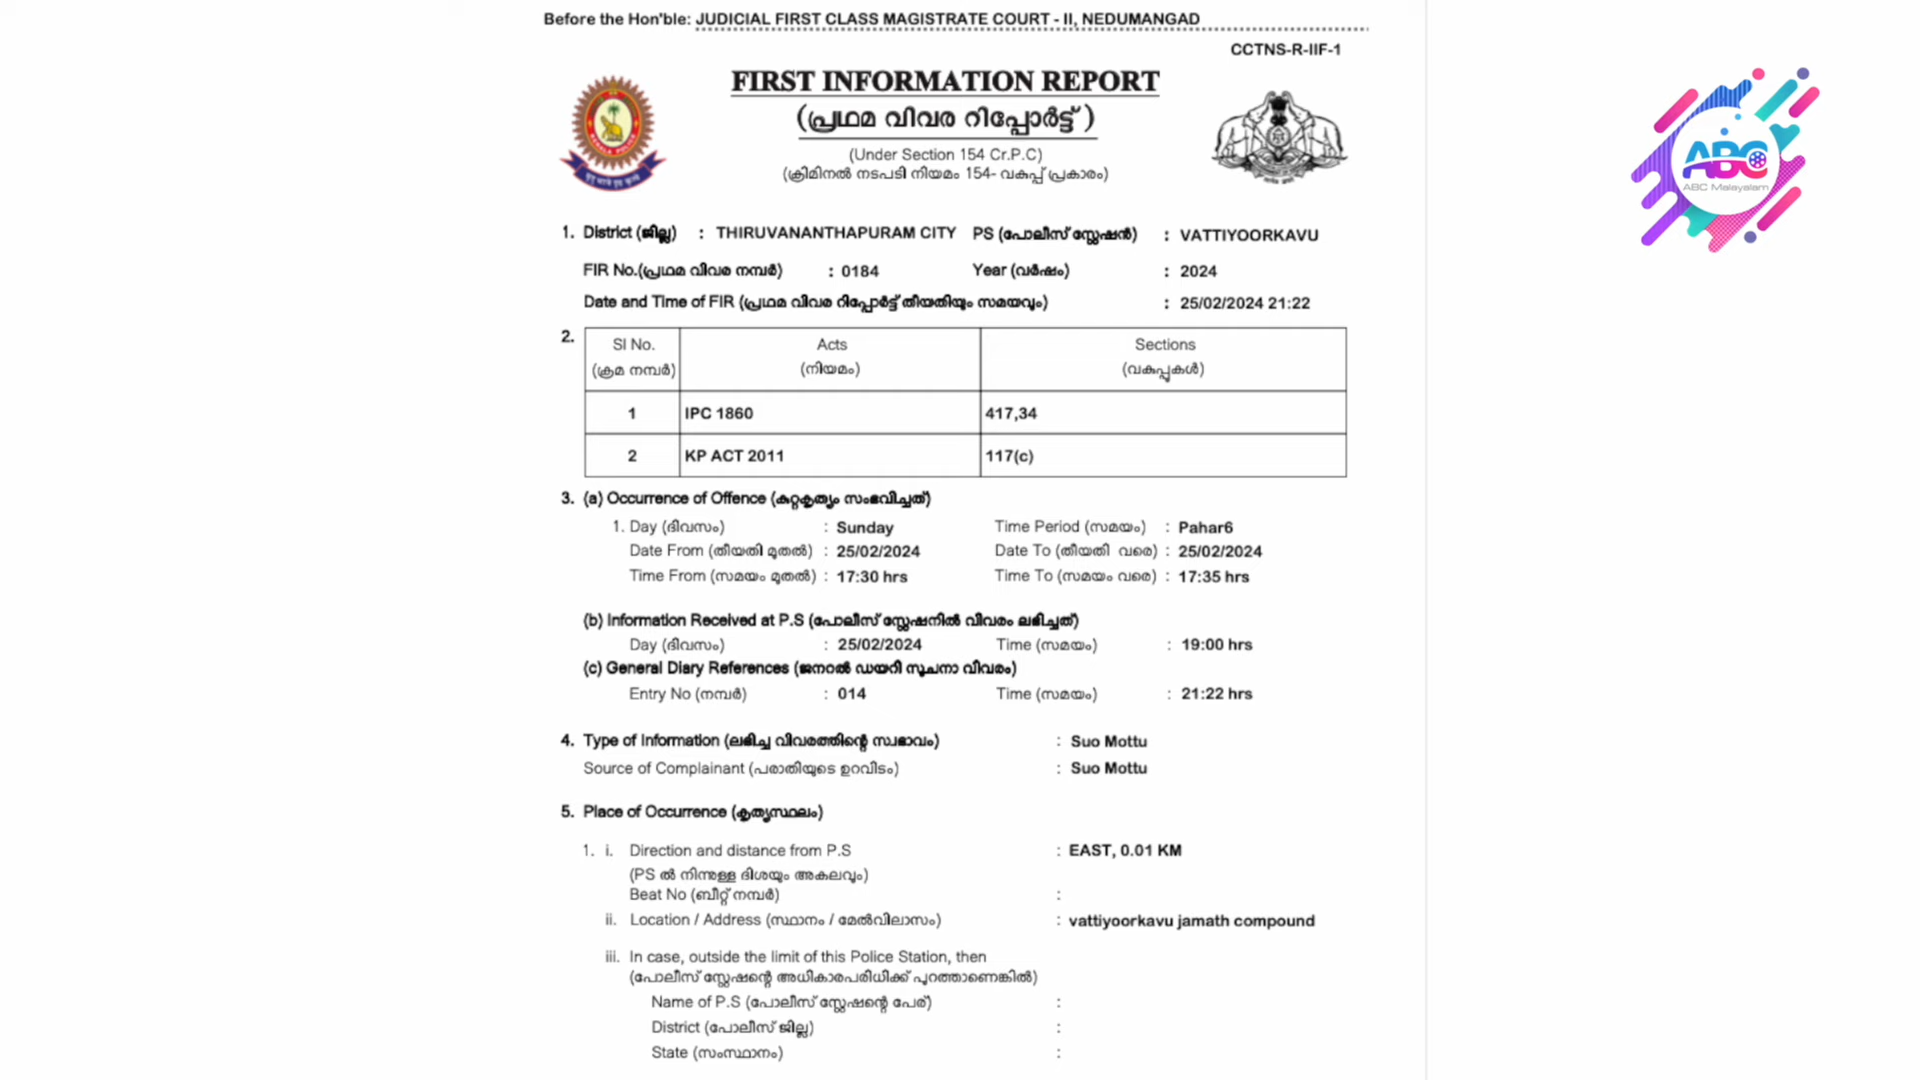 Before the Hon'ble: JUDICIAL FIRST CLASS MAGISTRATE COURT - II, NEDUMANGAD
CCTNS-R-IIF-1
FIRST INFORMATION REPORT
(പ്രഥമ വിവര റിപ്പോർട്ട് )
(Under Section 154 Cr.P.C)
(ക്രിമിനൽ നടപടി നിയമം 154- വകുപ്പ് പ്രകാരം)
ABC
ABC Malayalam
1. District (ജില്ല) : THIRUVANANTHAPURAM CITY PS (പോലീസ് സ്റ്റേഷൻ) : VATTIYOORKAVU
FIR No.(പ്രഥമ വിവര നമ്പർ) : 0184 Year (വർഷം) : 2024
Date and Time of FIR (പ്രഥമ വിവര റിപ്പോർട്ട് തീയതിയും സമയവും) : 25/02/2024 21:22
2. Sl No. Acts Sections
(ക്രമ നമ്പർ) (നിയമം) (വകുപ്പുകൾ)
1 IPC 1860 417,34
2 KP ACT 2011 117(c)
3. (a) Occurrence of Offence (കുറ്റകൃത്യം സംഭവിച്ചത്)
1. Day (ദിവസം) : Sunday Time Period (സമയം) : Pahar6
Date From (തീയതി മുതൽ) : 25/02/2024 Date To (തീയതി വരെ) : 25/02/2024
Time From (സമയം മുതൽ) : 17:30 hrs Time To (സമയം വരെ) : 17:35 hrs
(b) Information Received at P.S (പോലീസ് സ്റ്റേഷനിൽ വിവരം ലഭിച്ചത്)
Day (ദിവസം) : 25/02/2024 Time (സമയം) : 19:00 hrs
(c) General Diary References (ജനറൽ ഡയറി സൂചനാ വിവരം)
Entry No (നമ്പർ) : 014 Time (സമയം) : 21:22 hrs
4. Type of Information (ലഭിച്ച വിവരത്തിന്റെ സ്വഭാവം) : Suo Mottu
Source of Complainant (പരാതിയുടെ ഉറവിടം) : Suo Mottu
5. Place of Occurrence (കൃത്യസ്ഥലം)
1. i. Direction and distance from P.S : EAST, 0.01 KM
(PS ൽ നിന്നുള്ള ദിശയും അകലവും)
Beat No (ബീറ്റ് നമ്പർ) :
ii. Location / Address (സ്ഥാനം / മേൽവിലാസം) : vattiyoorkavu jamath compound
iii. In case, outside the limit of this Police Station, then
(പോലീസ് സ്റ്റേഷന്റെ അധികാരപരിധിക്ക് പുറത്താണെങ്കിൽ)
Name of P.S (പോലീസ് സ്റ്റേഷന്റെ പേര്) :
District (പോലീസ് ജില്ല) :
State (സംസ്ഥാനം) :